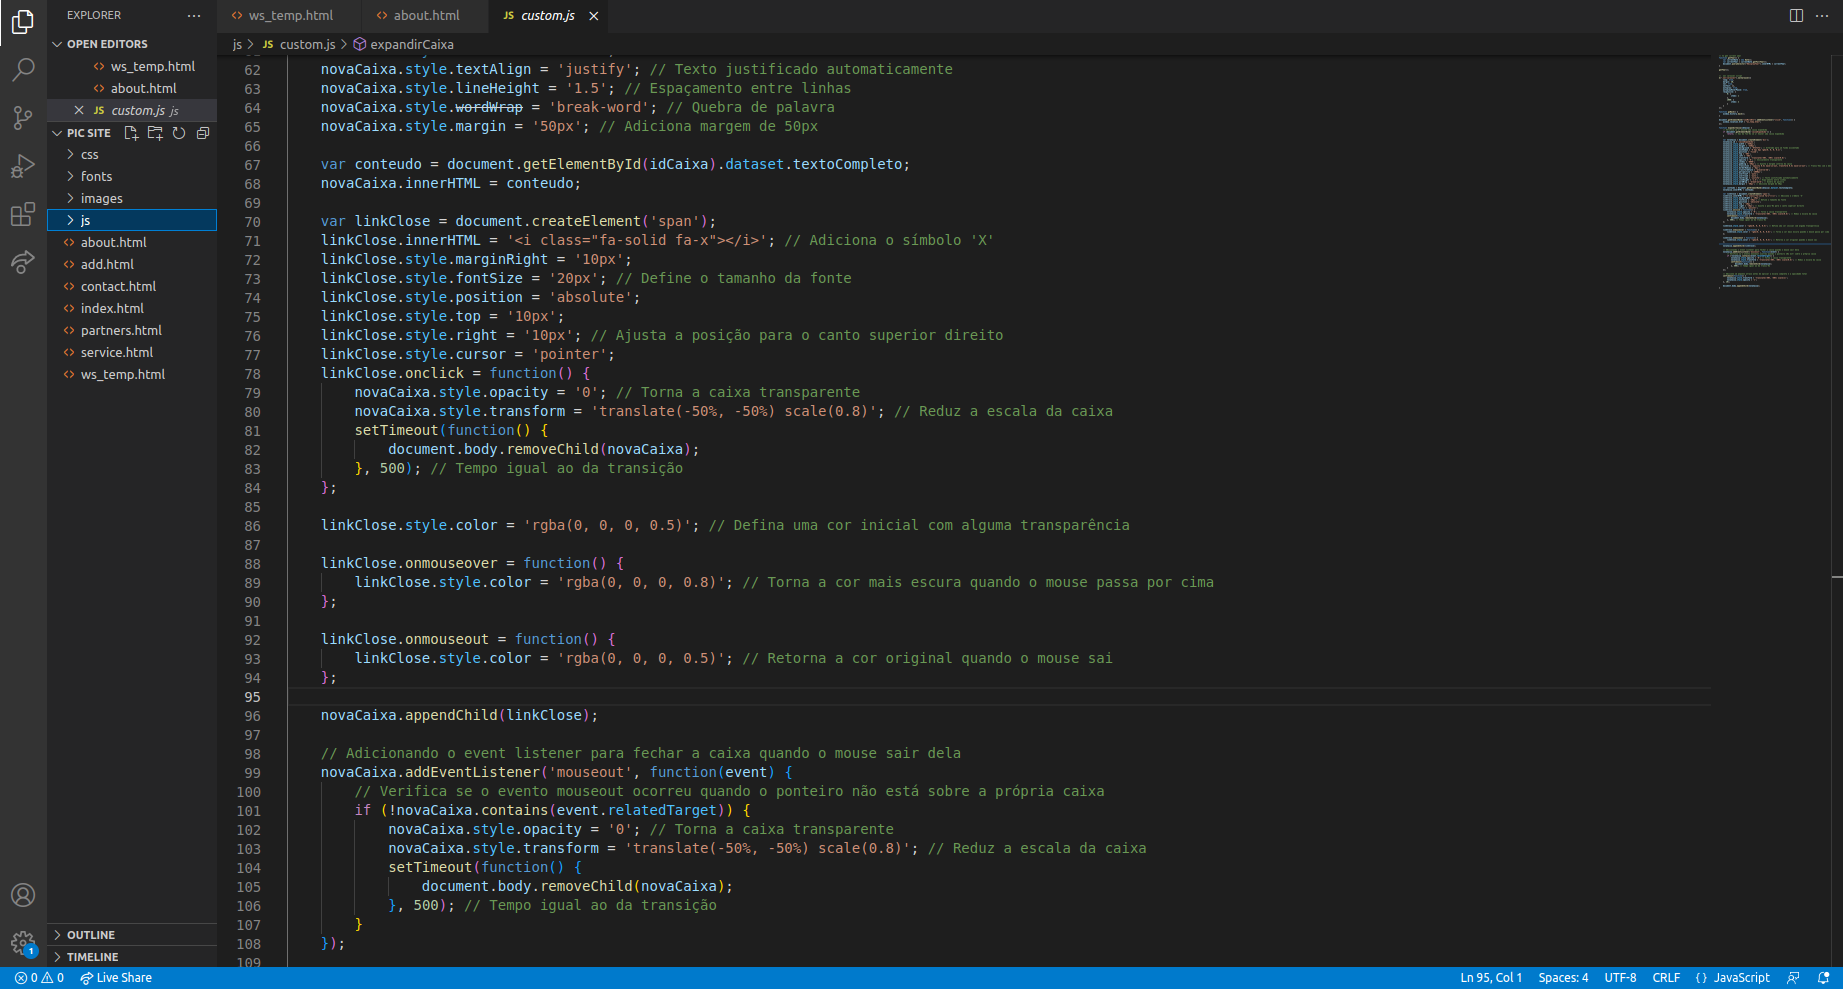 EXPLORER
OPEN EDITORS
ws_temp.html
about.html
custom.js js
PIC SITE
css
fonts
images
js
about.html
add.html
contact.html
index.html
partners.html
service.html
ws_temp.html
OUTLINE
TIMELINE
1
ws_temp.html
about.html
JS custom.js
js > JS custom.js > expandirCaixa
62 novaCaixa.style.textAlign = 'justify'; // Texto justificado automaticamente
63 novaCaixa.style.lineHeight = '1.5'; // Espaçamento entre linhas
64 novaCaixa.style.wordWrap = 'break-word'; // Quebra de palavra
65 novaCaixa.style.margin = '50px'; // Adiciona margem de 50px
66
67 var conteudo = document.getElementById(idCaixa).dataset.textoCompleto;
68 novaCaixa.innerHTML = conteudo;
69
70 var linkClose = document.createElement('span');
71 linkClose.innerHTML = '<i class="fa-solid fa-x"></i>'; // Adiciona o símbolo 'X'
72 linkClose.style.marginRight = '10px';
73 linkClose.style.fontSize = '20px'; // Define o tamanho da fonte
74 linkClose.style.position = 'absolute';
75 linkClose.style.top = '10px';
76 linkClose.style.right = '10px'; // Ajusta a posição para o canto superior direito
77 linkClose.style.cursor = 'pointer';
78 linkClose.onclick = function() {
79 novaCaixa.style.opacity = '0'; // Torna a caixa transparente
80 novaCaixa.style.transform = 'translate(-50%, -50%) scale(0.8)'; // Reduz a escala da caixa
81 setTimeout(function() {
82 document.body.removeChild(novaCaixa);
83 }, 500); // Tempo igual ao da transição
84 };
85
86 linkClose.style.color = 'rgba(0, 0, 0, 0.5)'; // Defina uma cor inicial com alguma transparência
87
88 linkClose.onmouseover = function() {
89 linkClose.style.color = 'rgba(0, 0, 0, 0.8)'; // Torna a cor mais escura quando o mouse passa por cima
90 };
91
92 linkClose.onmouseout = function() {
93 linkClose.style.color = 'rgba(0, 0, 0, 0.5)'; // Retorna a cor original quando o mouse sai
94 };
95
96 novaCaixa.appendChild(linkClose);
97
98 // Adicionando o event listener para fechar a caixa quando o mouse sair dela
99 novaCaixa.addEventListener('mouseout', function(event) {
100 // Verifica se o evento mouseout ocorreu quando o ponteiro não está sobre a própria caixa
101 if (!novaCaixa.contains(event.relatedTarget)) {
102 novaCaixa.style.opacity = '0'; // Torna a caixa transparente
103 novaCaixa.style.transform = 'translate(-50%, -50%) scale(0.8)'; // Reduz a escala da caixa
104 setTimeout(function() {
105 document.body.removeChild(novaCaixa);
106 }, 500); // Tempo igual ao da transição
107 }
108 });
109
0 0 Live Share
Ln 95, Col 1 Spaces: 4 UTF-8 CRLF {} JavaScript